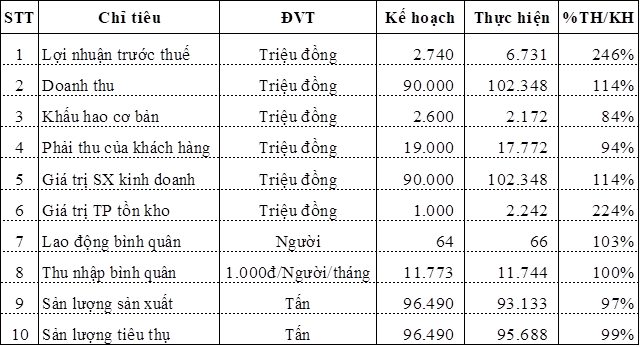 STT Chỉ tiêu ĐVT Kế hoạch Thực hiện %TH/KH
1 Lợi nhuận trước thuế Triệu đồng 2.740 6.731 246%
2 Doanh thu Triệu đồng 90.000 102.348 114%
3 Khấu hao cơ bản Triệu đồng 2.600 2.172 84%
4 Phải thu của khách hàng Triệu đồng 19.000 17.772 94%
5 Giá trị SX kinh doanh Triệu đồng 90.000 102.348 114%
6 Giá trị TP tồn kho Triệu đồng 1.000 2.242 224%
7 Lao động bình quân Người 64 66 103%
8 Thu nhập bình quân 1.000đ/Người/tháng 11.773 11.744 100%
9 Sản lượng sản xuất Tấn 96.490 93.133 97%
10 Sản lượng tiêu thụ Tấn 96.490 95.688 99%